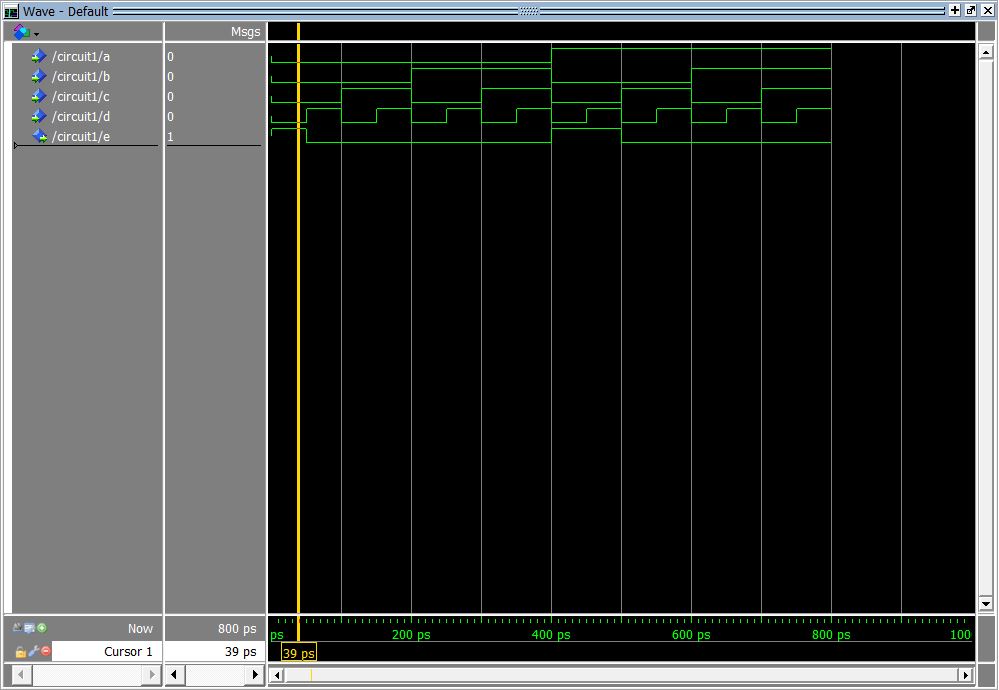 Wave - Default
Msgs
/circuit1/a 0
/circuit1/b 0
/circuit1/c 0
/circuit1/d 0
/circuit1/e 1
Now 800 ps
ps 200 ps 400 ps 600 ps 800 ps 100
Cursor 1 39 ps
39 ps